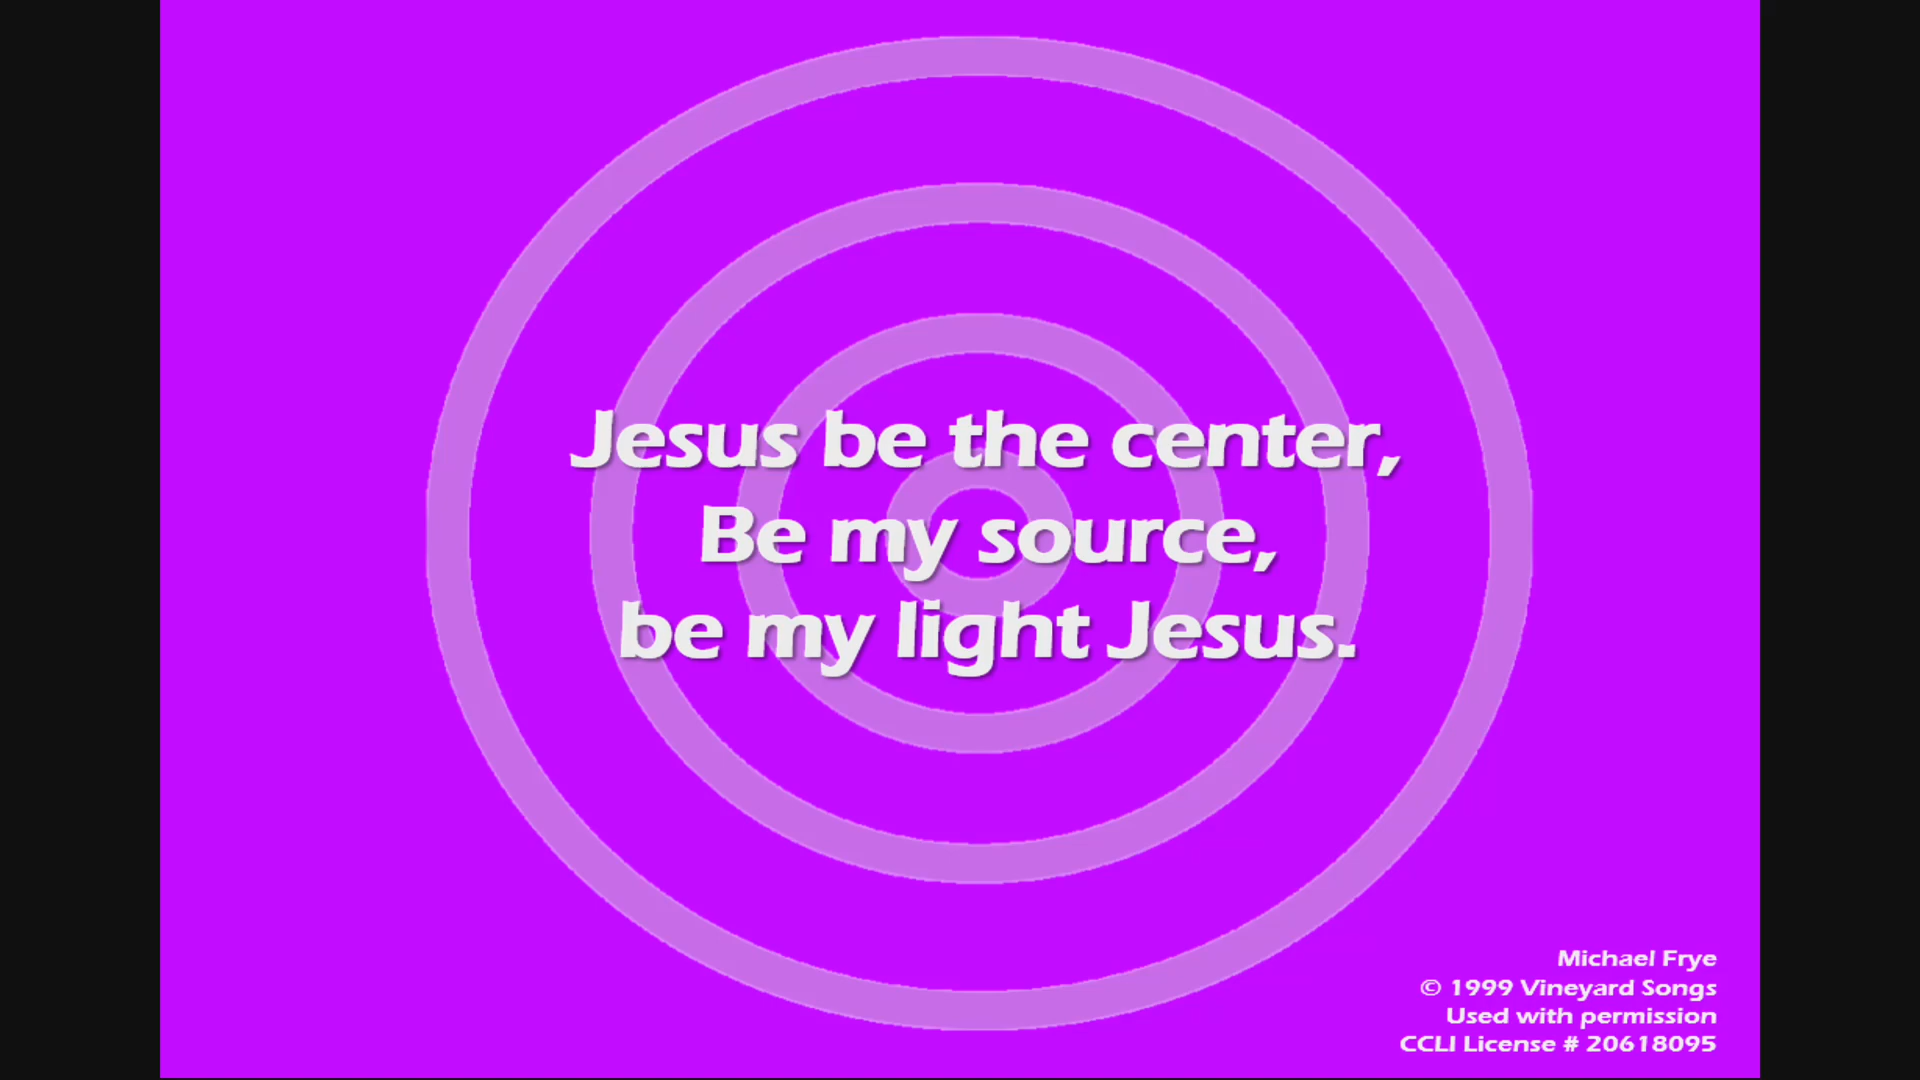 Jesus be the center,
Be my source,
be my light Jesus.
Michael Frye
© 1999 Vineyard Songs
Used with permission
CCLI License # 20618095